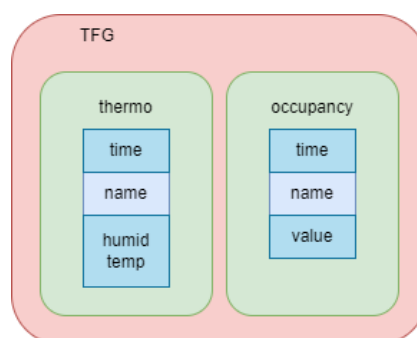 TFG
thermo
time
name
humid
temp
occupancy
time
name
value